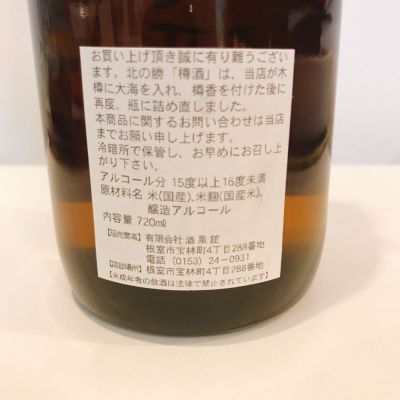 お買い上げ頂き誠に有り難うござい
ます。北の勝「樽酒」は、当店が木
樽に大海を入れ、樽香を付けた後に
再度、瓶に詰め直しました。
本商品に関するお問い合わせは当店
までお願い申し上げます。
冷暗所で保管し、お早めにお召し上
がり下さい。
アルコール分 15度以上16度未満
原材料名 米(国産)、米麹(国産米)、
醸造アルコール
内容量 720mℓ
【販売業者】有限会社 酒泉館
根室市宝林町4丁目288番地
電話 (0153)24-0931
【詰替場所】根室市宝林町4丁目288番地
【未成年者の飲酒は法律で禁止されています】